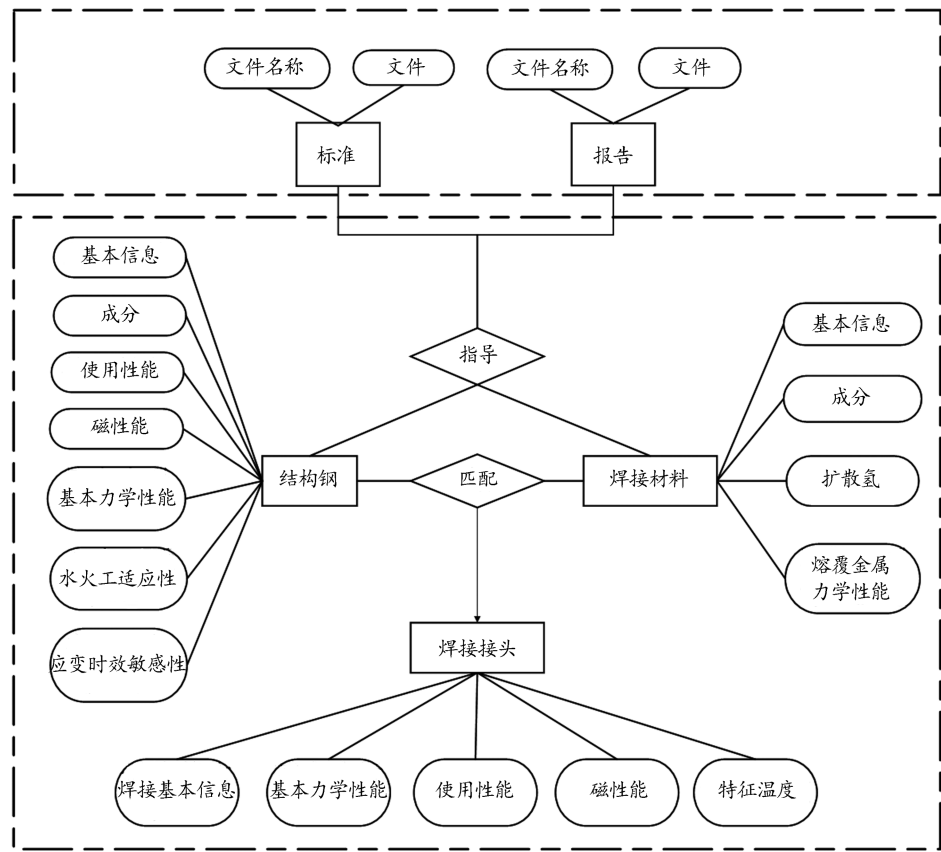 文件名称
文件
文件名称
文件
标准
报告
基本信息
成分
使用性能
磁性能
基本力学性能
水火工适应性
应变时效敏感性
指导
结构钢
匹配
焊接材料
基本信息
成分
扩散氢
熔覆金属
力学性能
焊接接头
焊接基本信息
基本力学性能
使用性能
磁性能
特征温度